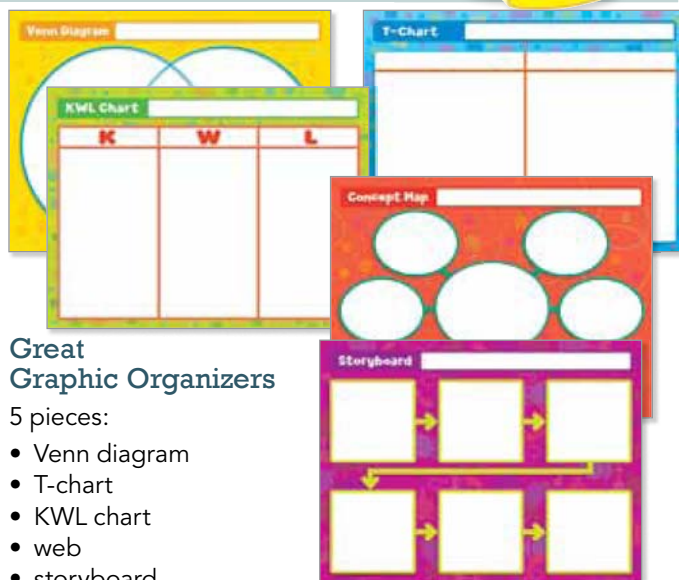 Venn Diagram
T-Chart
KWL Chart
K W L
Concept Map
Storyboard
Great
Graphic Organizers
5 pieces:
• Venn diagram
• T-chart
• KWL chart
• web
• storyboard